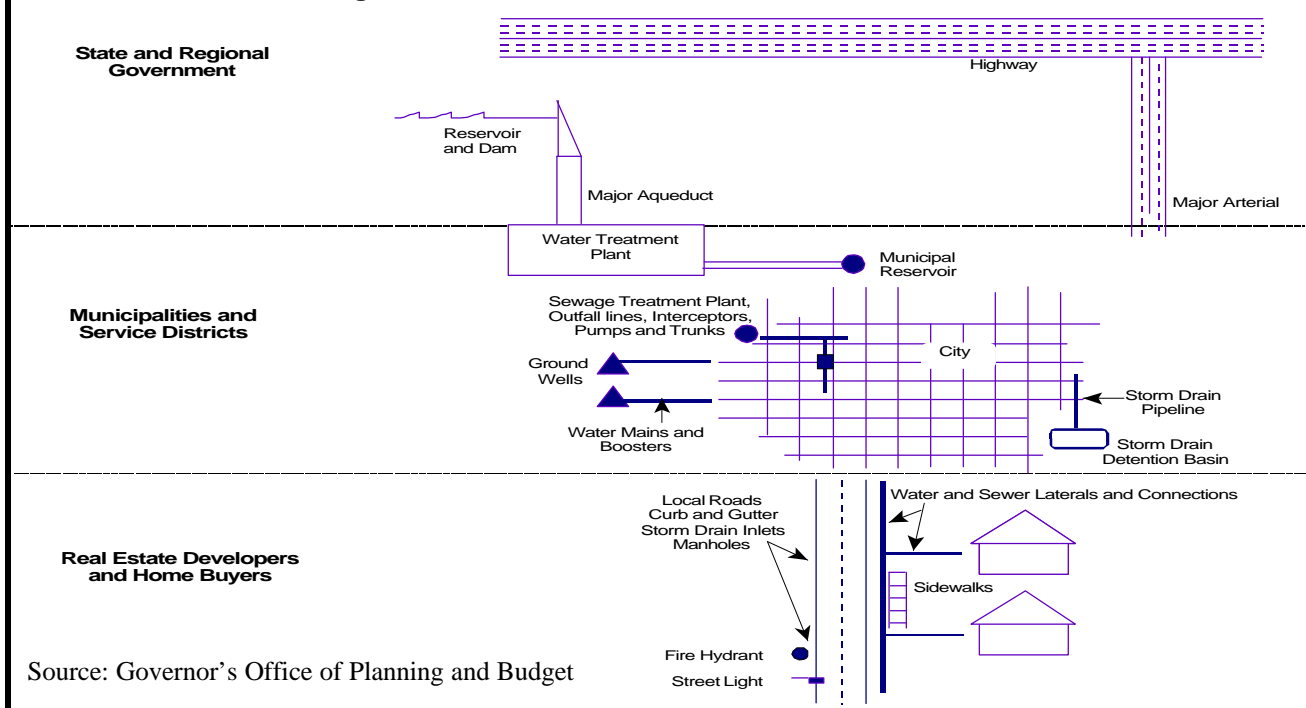 State and Regional
Government
Highway
Reservoir
and Dam
Major Aqueduct
Major Arterial
Water Treatment
Plant
Municipal
Reservoir
Municipalities and
Service Districts
Sewage Treatment Plant,
Outfall lines, Interceptors,
Pumps and Trunks
City
Ground
Wells
Storm Drain
Pipeline
Water Mains and
Boosters
Storm Drain
Detention Basin
Local Roads
Curb and Gutter
Storm Drain Inlets
Manholes
Water and Sewer Laterals and Connections
Real Estate Developers
and Home Buyers
Sidewalks
Fire Hydrant
Street Light
Source: Governor’s Office of Planning and Budget